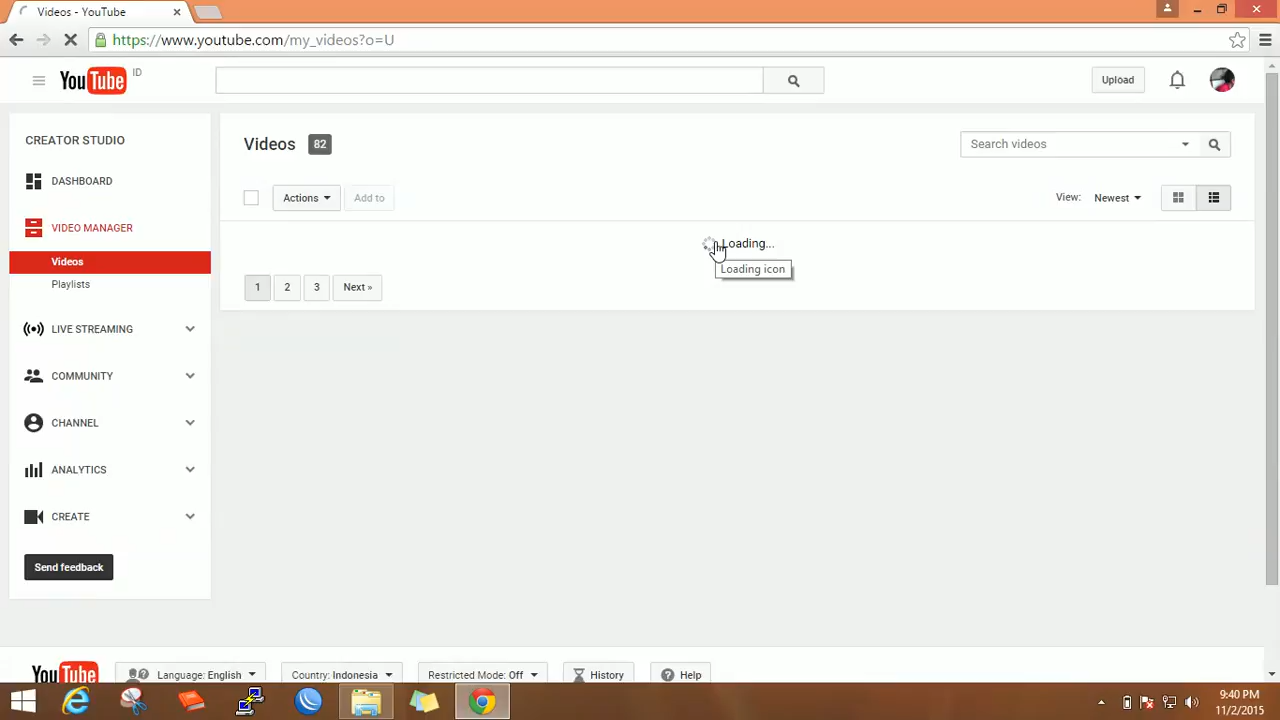 Videos - YouTube
https://www.youtube.com/my_videos?o=U
YouTube ID
Upload
CREATOR STUDIO
DASHBOARD
VIDEO MANAGER
Videos
Playlists
LIVE STREAMING
COMMUNITY
CHANNEL
ANALYTICS
CREATE
Send feedback
Videos 82
Search videos
Actions
Add to
View: Newest
Loading...
Loading icon
1 2 3 Next »
YouTube
Language: English
Country: Indonesia
Restricted Mode: Off
History
Help
9:40 PM
11/2/2015